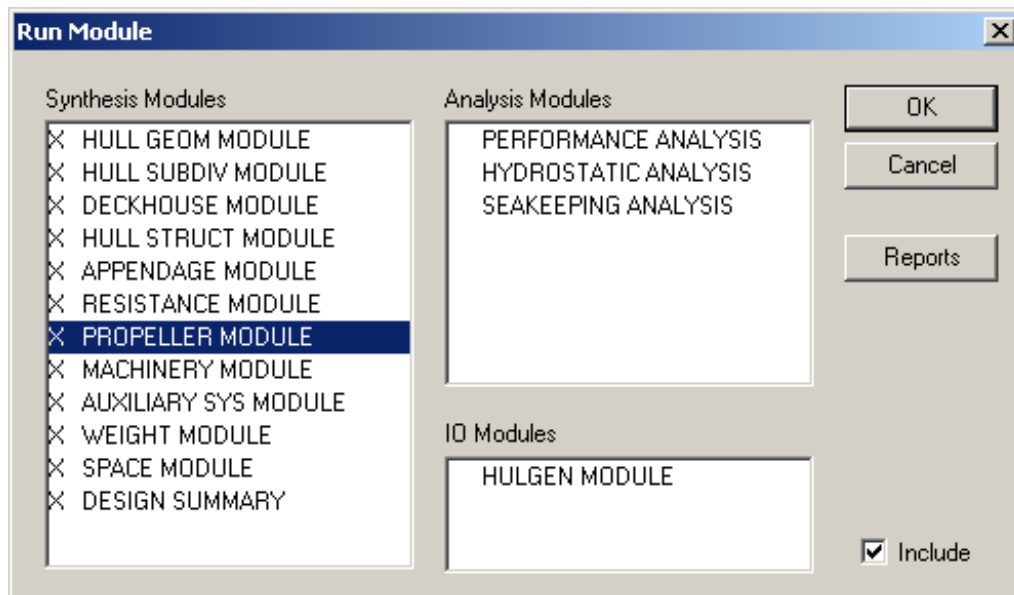 Run Module
Synthesis Modules
X HULL GEOM MODULE
X HULL SUBDIV MODULE
X DECKHOUSE MODULE
X HULL STRUCT MODULE
X APPENDAGE MODULE
X RESISTANCE MODULE
X PROPELLER MODULE
X MACHINERY MODULE
X AUXILIARY SYS MODULE
X WEIGHT MODULE
X SPACE MODULE
X DESIGN SUMMARY
Analysis Modules
PERFORMANCE ANALYSIS
HYDROSTATIC ANALYSIS
SEAKEEPING ANALYSIS
IO Modules
HULGEN MODULE
OK
Cancel
Reports
Include